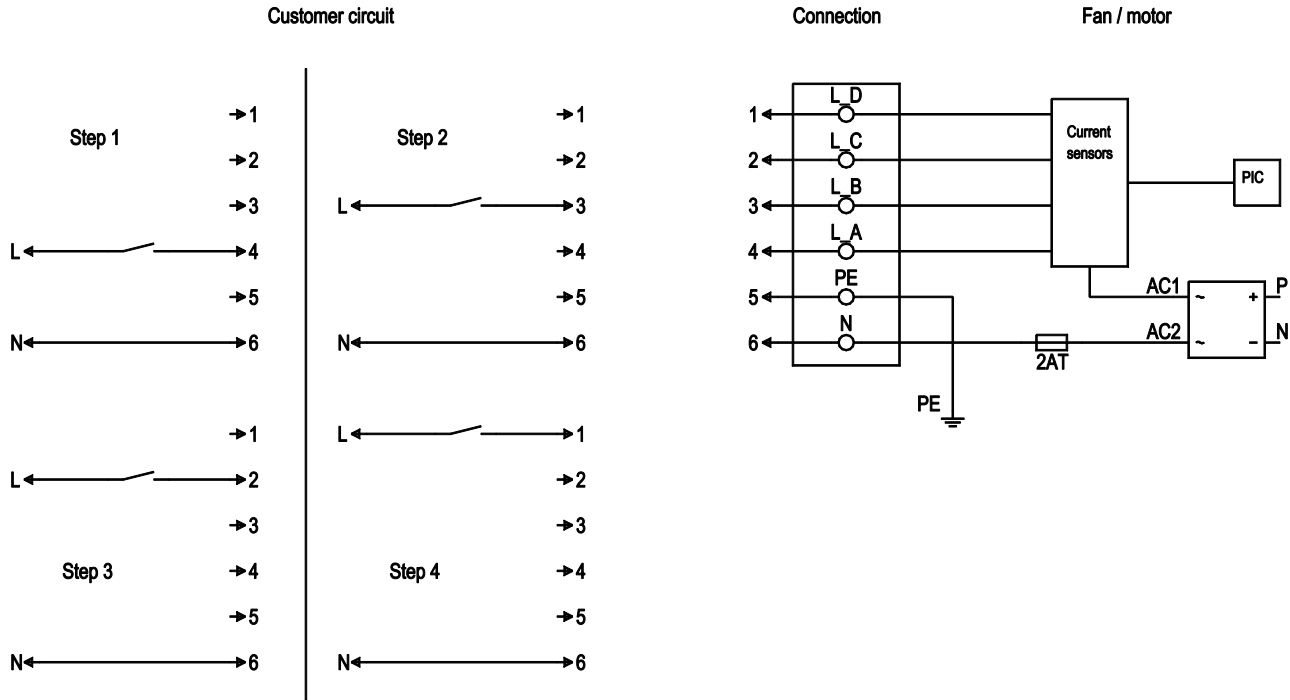 Customer circuit
Connection
Fan / motor
Step 1
1
2
3
L 4
5
N 6
Step 2
1
2
L 3
4
5
N 6
Step 3
1
L 2
3
4
5
N 6
Step 4
L 1
2
3
4
5
N 6
1 L_D
2 L_C
3 L_B
4 L_A
5 PE
6 N
PE
Current
sensors
PIC
2AT
AC1 ~ + P
AC2 ~ – N